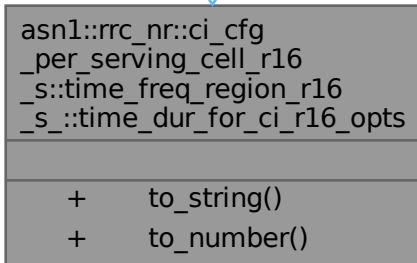 asn1::rrc_nr::ci_cfg
_per_serving_cell_r16
_s::time_freq_region_r16
_s_::time_dur_for_ci_r16_opts
+ to_string()
+ to_number()